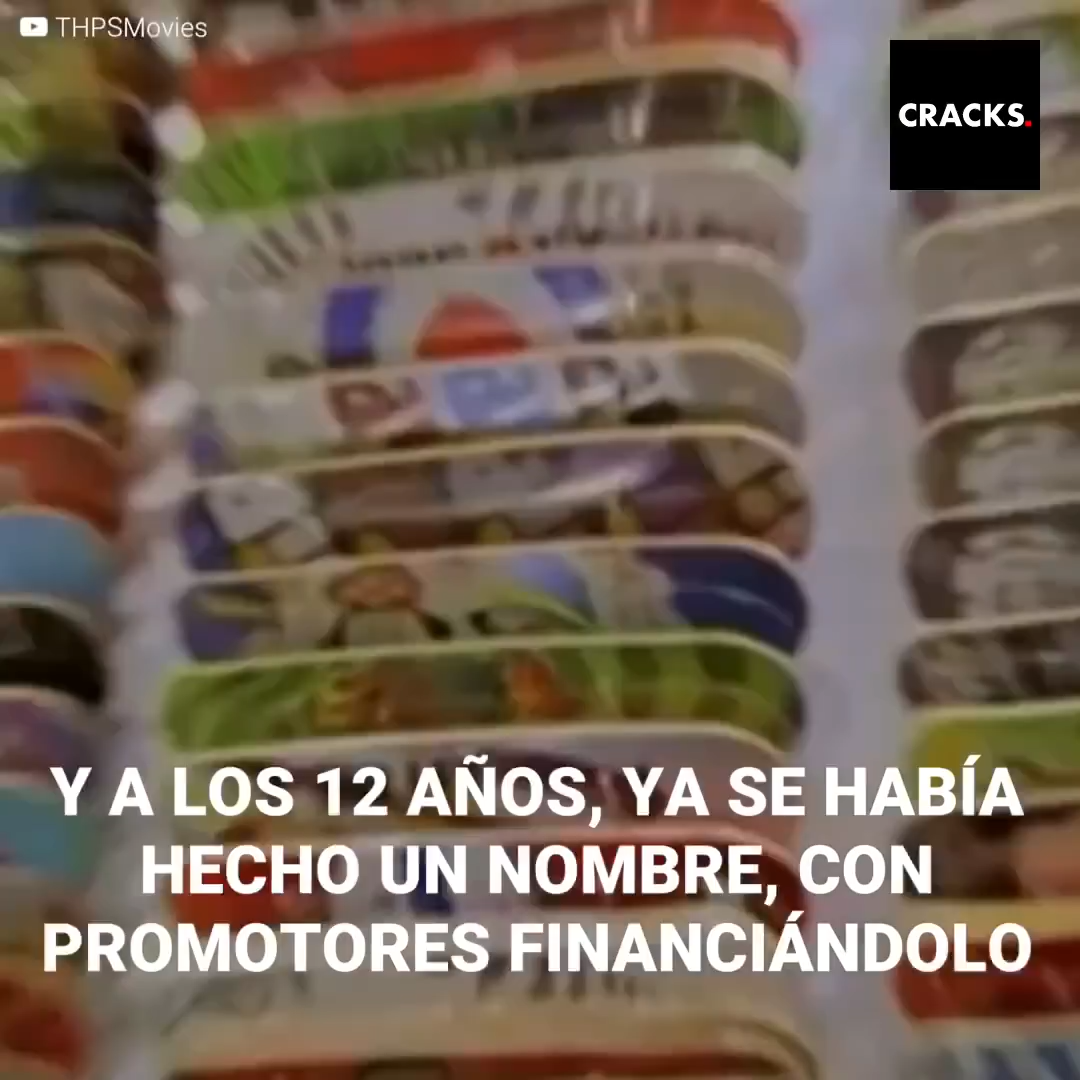 THPSMovies
CRACKS.
Y A LOS 12 AÑOS, YA SE HABÍA
HECHO UN NOMBRE, CON
PROMOTORES FINANCIÁNDOLO